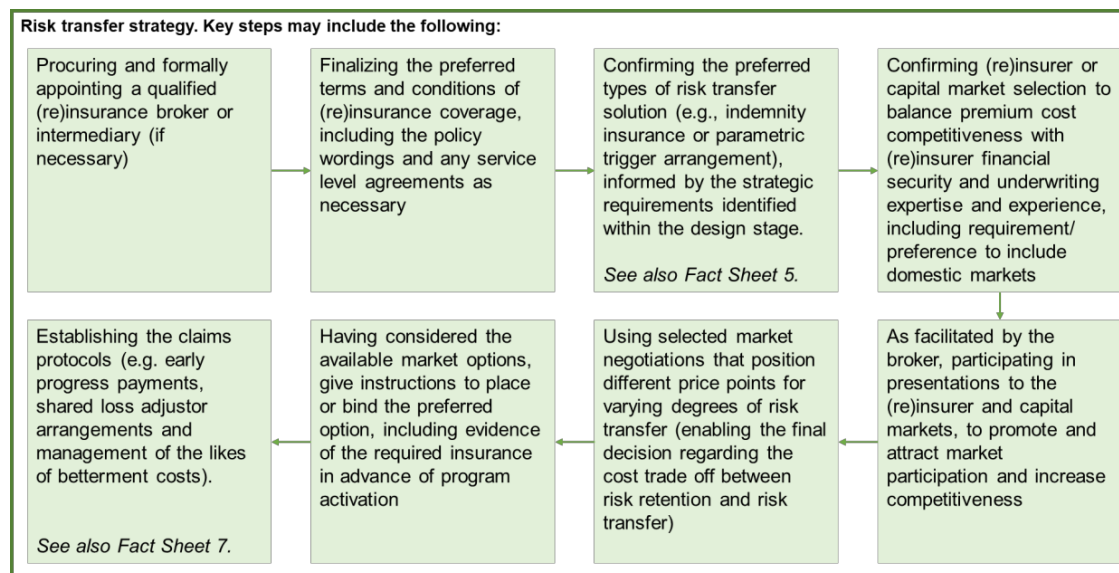 Risk transfer strategy. Key steps may include the following:
Procuring and formally
appointing a qualified
(re)insurance broker or
intermediary (if
necessary)
Finalizing the preferred
terms and conditions of
(re)insurance coverage,
including the policy
wordings and any service
level agreements as
necessary
Confirming the preferred
types of risk transfer
solution (e.g., indemnity
insurance or parametric
trigger arrangement),
informed by the strategic
requirements identified
within the design stage.
See also Fact Sheet 5.
Confirming (re)insurer or
capital market selection to
balance premium cost
competitiveness with
(re)insurer financial
security and underwriting
expertise and experience,
including requirement/
preference to include
domestic markets
As facilitated by the
broker, participating in
presentations to the
(re)insurer and capital
markets, to promote and
attract market
participation and increase
competitiveness
Using selected market
negotiations that position
different price points for
varying degrees of risk
transfer (enabling the final
decision regarding the
cost trade off between
risk retention and risk
transfer)
Having considered the
available market options,
give instructions to place
or bind the preferred
option, including evidence
of the required insurance
in advance of program
activation
Establishing the claims
protocols (e.g. early
progress payments,
shared loss adjustor
arrangements and
management of the likes
of betterment costs).
See also Fact Sheet 7.